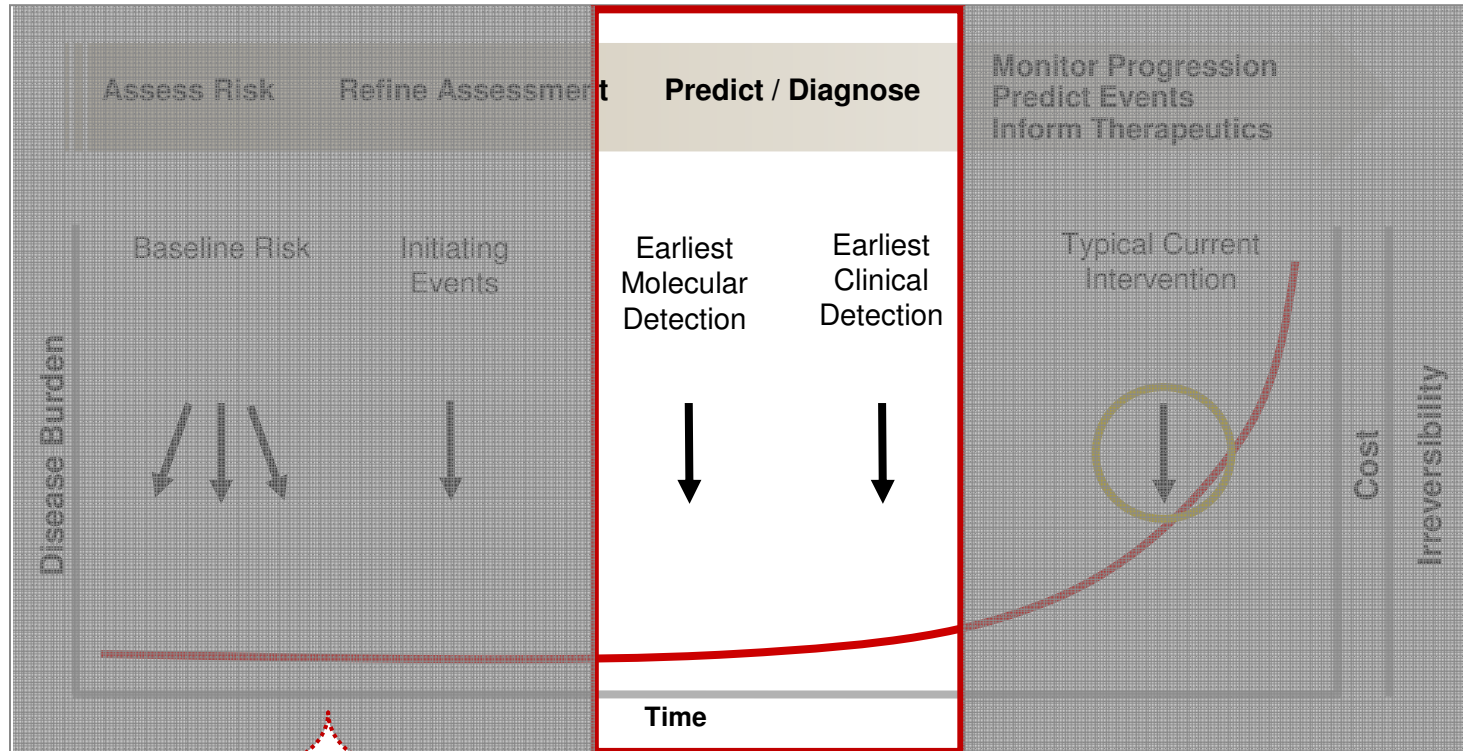 Assess Risk
Refine Assessment
Predict / Diagnose
Monitor Progression
Predict Events
Inform Therapeutics
Baseline Risk
Initiating
Events
Earliest
Molecular
Detection
Earliest
Clinical
Detection
Typical Current
Intervention
Disease Burden
Cost
Irreversibility
Time